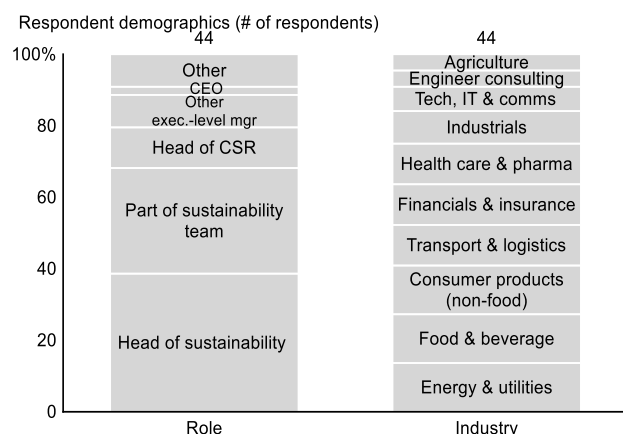 Respondent demographics (# of respondents)
44
44
100%
80
60
40
20
0
Other
CEO
Other
exec.-level mgr
Head of CSR
Part of sustainability
team
Head of sustainability
Agriculture
Engineer consulting
Tech, IT & comms
Industrials
Health care & pharma
Financials & insurance
Transport & logistics
Consumer products
(non-food)
Food & beverage
Energy & utilities
Role
Industry